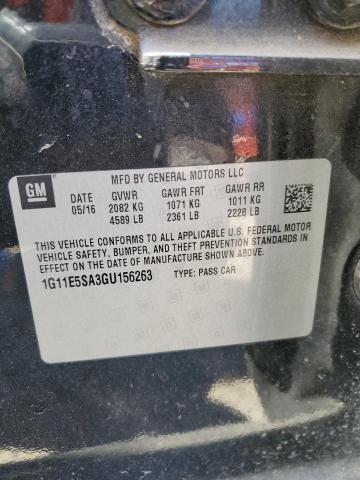 GM
MFD BY GENERAL MOTORS LLC
DATE GVWR GAWR FRT GAWR RR
05/16 2082 KG 1071 KG 1011 KG
4589 LB 2361 LB 2228 LB
THIS VEHICLE CONFORMS TO ALL APPLICABLE U.S. FEDERAL MOTOR
VEHICLE SAFETY, BUMPER, AND THEFT PREVENTION STANDARDS IN
EFFECT ON THE DATE OF MANUFACTURE SHOWN ABOVE.
1G11E5SA3GU156263 TYPE: PASS CAR